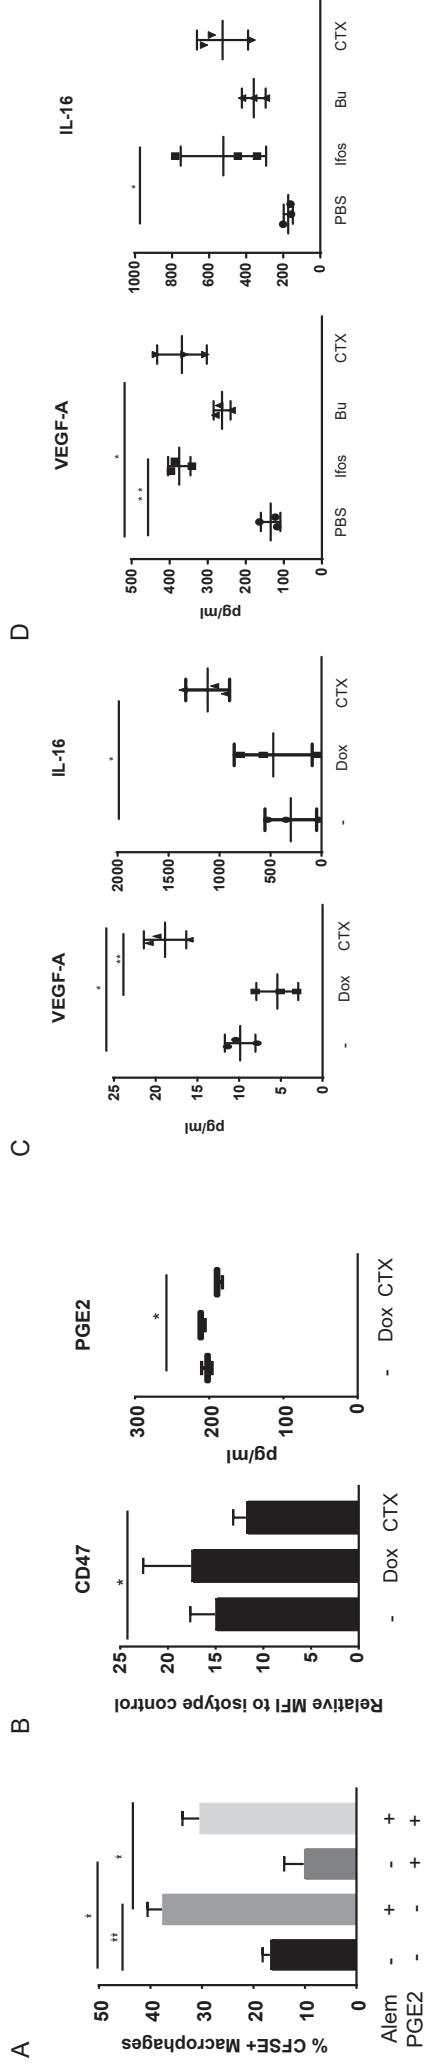 A
% CFSE+ Macrophages
50
40
30
20
10
0
*
**
*
Alem - + - +
PGE2 - - + +
B
CD47
Relative MFI to isotype control
25
20
15
10
5
0
*
- Dox CTX
PGE2
pg/ml
300
200
100
0
*
- Dox CTX
C
VEGF-A
pg/ml
25
20
15
10
5
0
*
**
- Dox CTX
IL-16
2000
1500
1000
500
0
*
- Dox CTX
D
VEGF-A
pg/ml
500
400
300
200
100
0
*
**
PBS Ifos Bu CTX
IL-16
1000
800
600
400
200
0
*
PBS Ifos Bu CTX